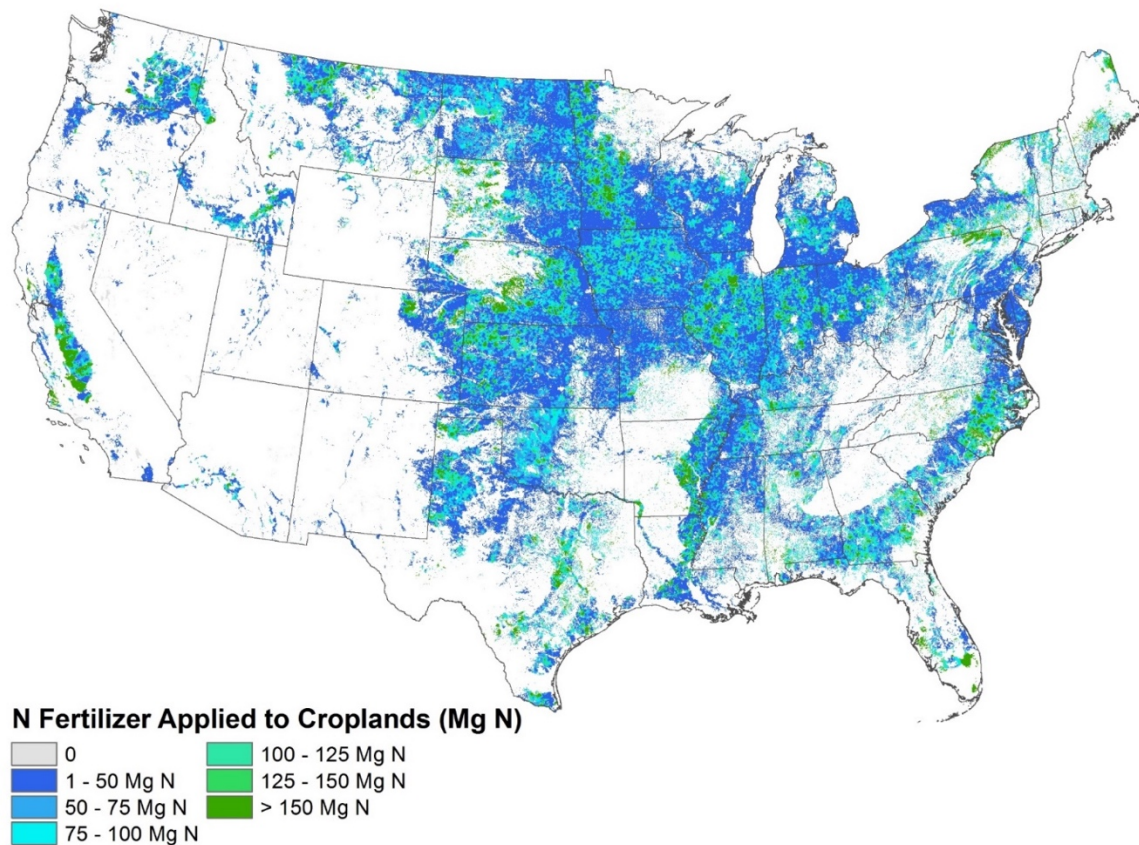 N Fertilizer Applied to Croplands (Mg N)
0
1 - 50 Mg N
50 - 75 Mg N
75 - 100 Mg N
100 - 125 Mg N
125 - 150 Mg N
> 150 Mg N